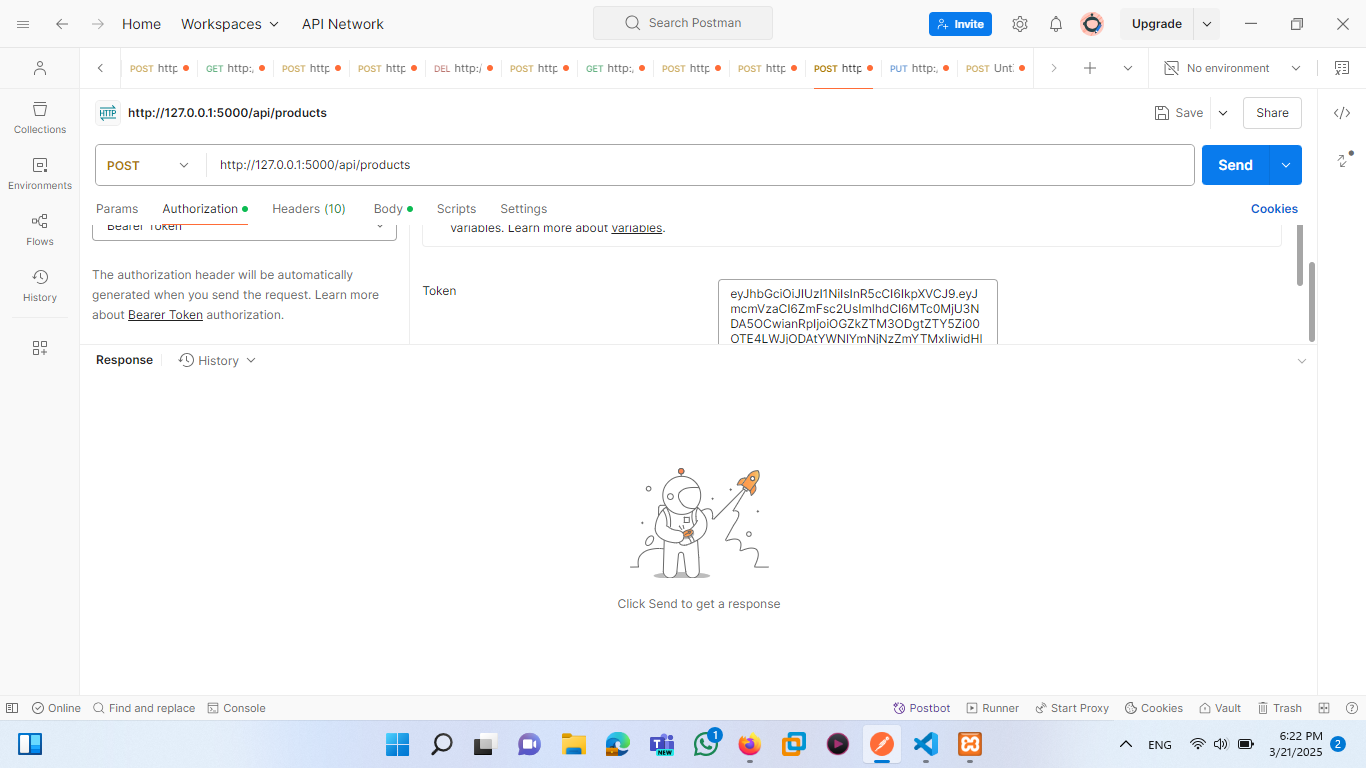 Home Workspaces API Network Search Postman Invite Upgrade
POST http GET http:, POST http POST http DEL http:/ POST http GET http:, POST http POST http POST http PUT http:, POST Unt No environment
HTTP http://127.0.0.1:5000/api/products Save Share
Collections
POST http://127.0.0.1:5000/api/products Send
Environments
Params Authorization Headers (10) Body Scripts Settings Cookies
Bearer Token variables. Learn more about variables.
Flows
The authorization header will be automatically
generated when you send the request. Learn more
about Bearer Token authorization.
Token
History
Response History
Click Send to get a response
Online Find and replace Console Postbot Runner Start Proxy Cookies Vault Trash
NEW 1 ENG 6:22 PM
3/21/2025 2